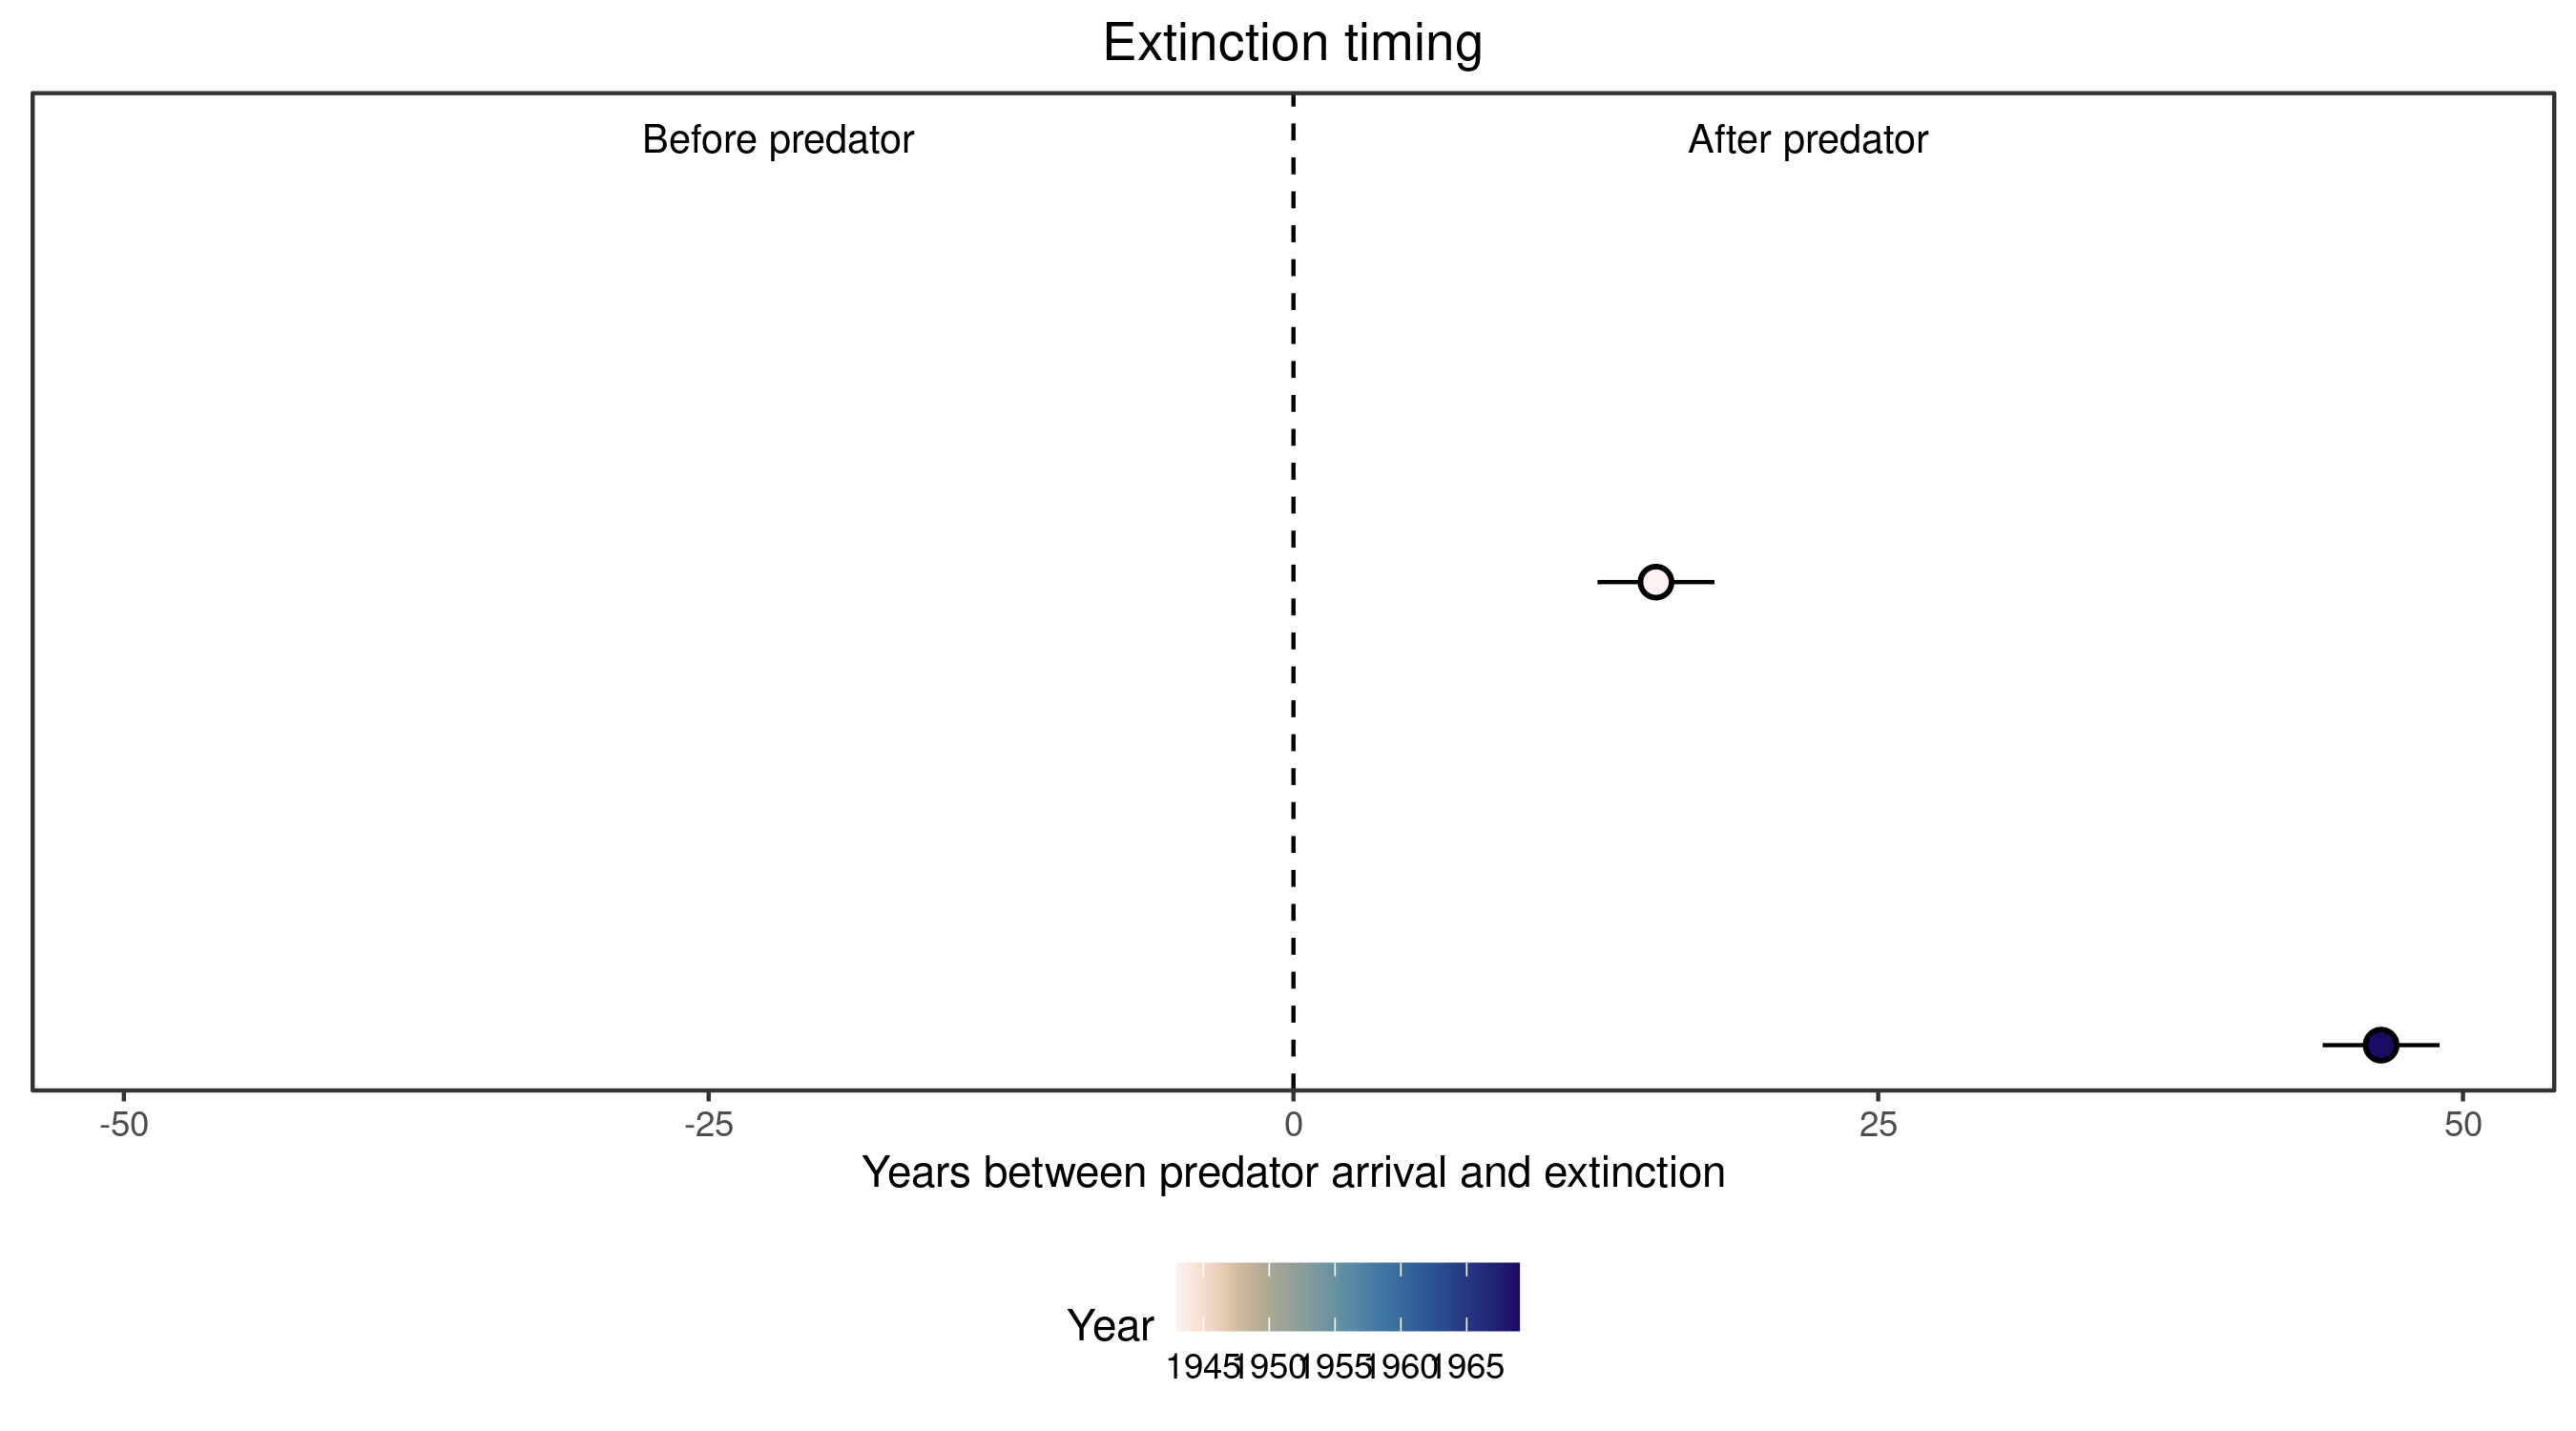 Extinction timing
Before predator After predator
-50 -25 0 25 50
Years between predator arrival and extinction
Year
1945 1950 1955 1960 1965